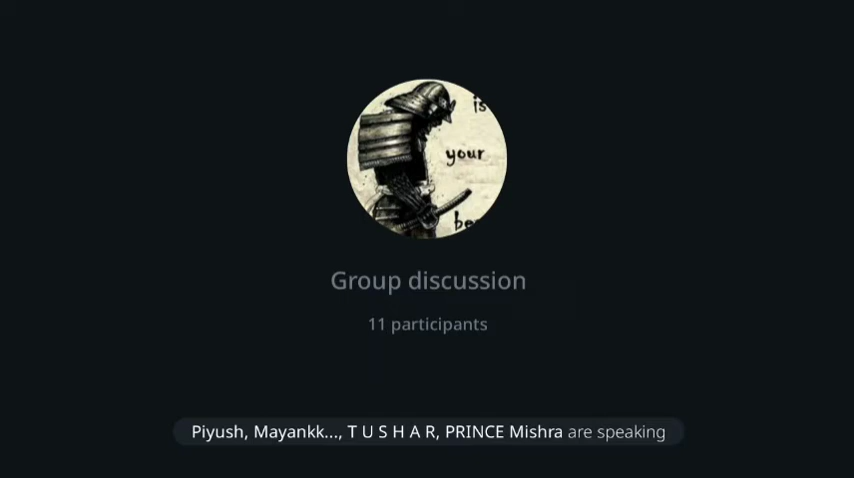 is
your
Group discussion
11 participants
Piyush, Mayankk..., T U S H A R, PRINCE Mishra are speaking